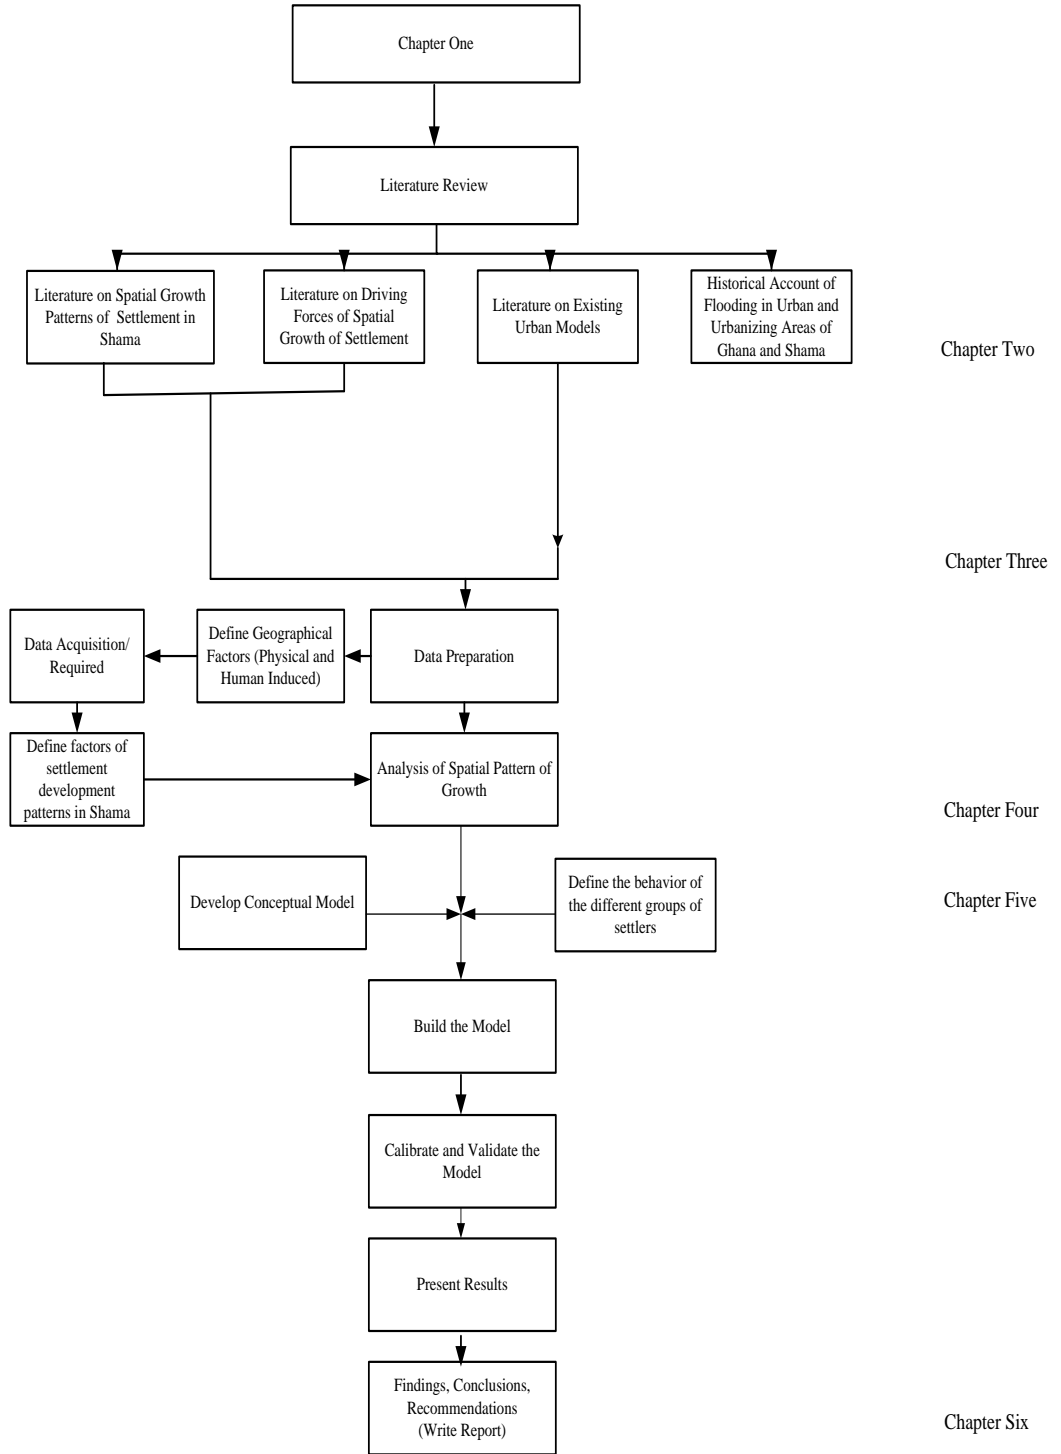 Chapter One
Literature Review
Literature on Spatial Growth
Patterns of Settlement in
Shama
Literature on Driving
Forces of Spatial
Growth of Settlement
Literature on Existing
Urban Models
Historical Account of
Flooding in Urban and
Urbanizing Areas of
Ghana and Shama
Chapter Two
Chapter Three
Data Acquisition/
Required
Define Geographical
Factors (Physical and
Human Induced)
Data Preparation
Define factors of
settlement
development
patterns in Shama
Analysis of Spatial Pattern of
Growth
Chapter Four
Develop Conceptual Model
Define the behavior of
the different groups of
settlers
Chapter Five
Build the Model
Calibrate and Validate the
Model
Present Results
Findings, Conclusions,
Recommendations
(Write Report)
Chapter Six